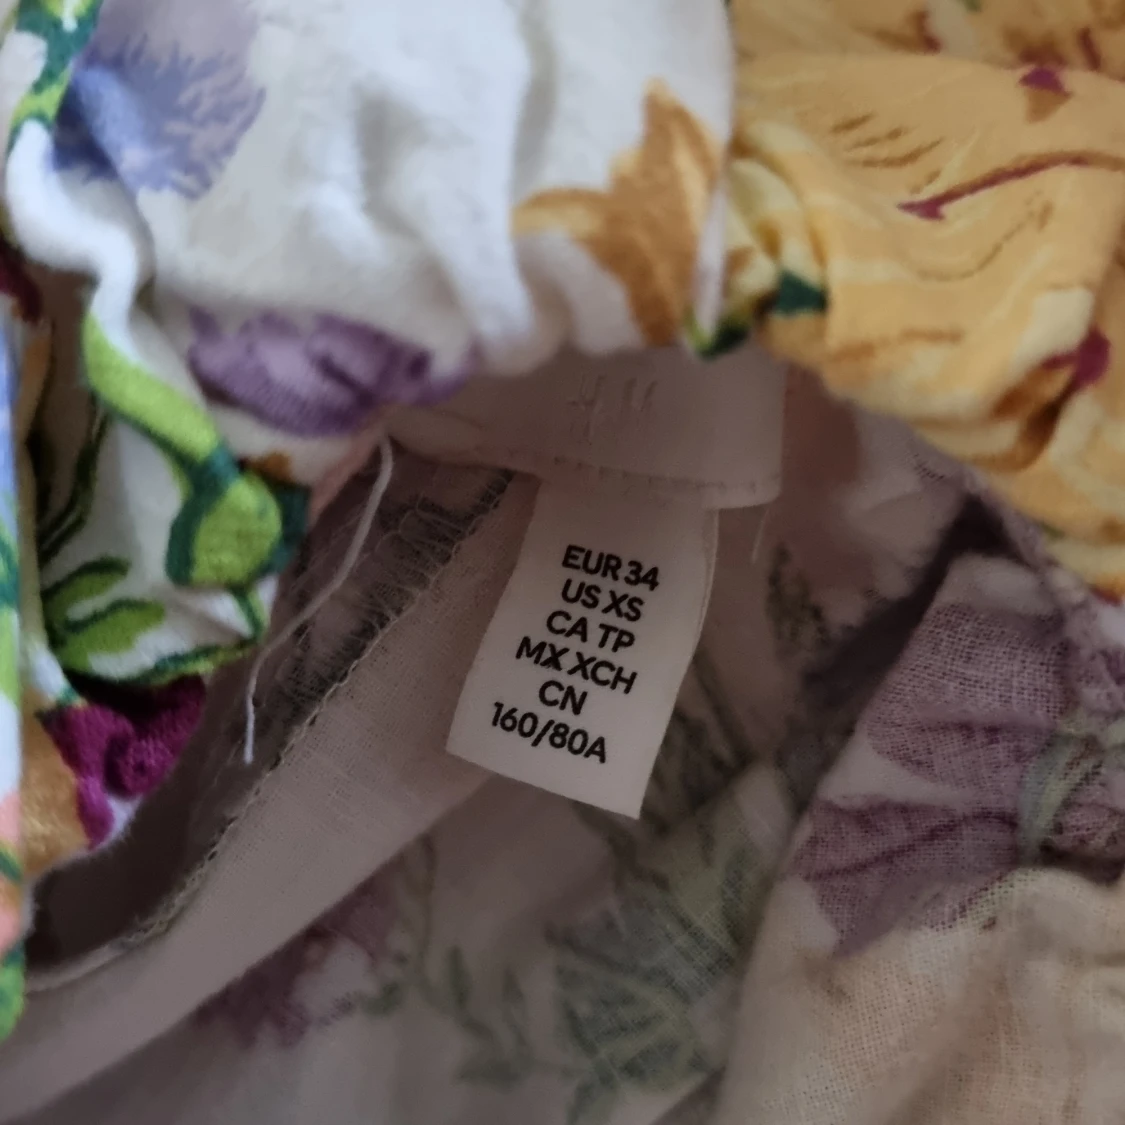 EUR 34
US XS
CA TP
MX XCH
CN
160/80A